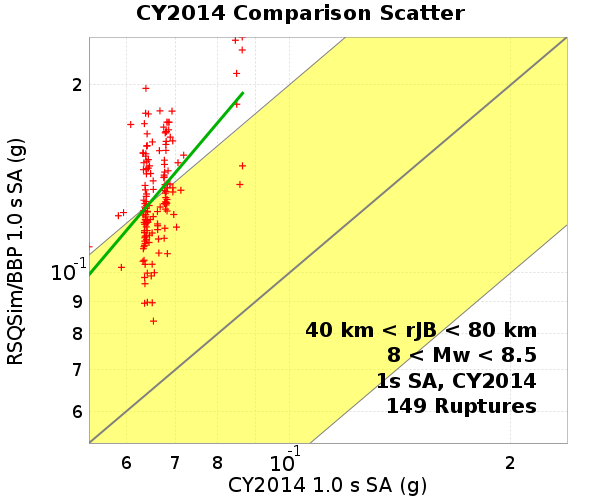 CY2014 Comparison Scatter
RSQSim/BBP 1.0 s SA (g)
2
10⁻¹
9
8
7
6
40 km < rJB < 80 km
8 < Mw < 8.5
1s SA, CY2014
149 Ruptures
6 7 8 10⁻¹ 2
CY2014 1.0 s SA (g)